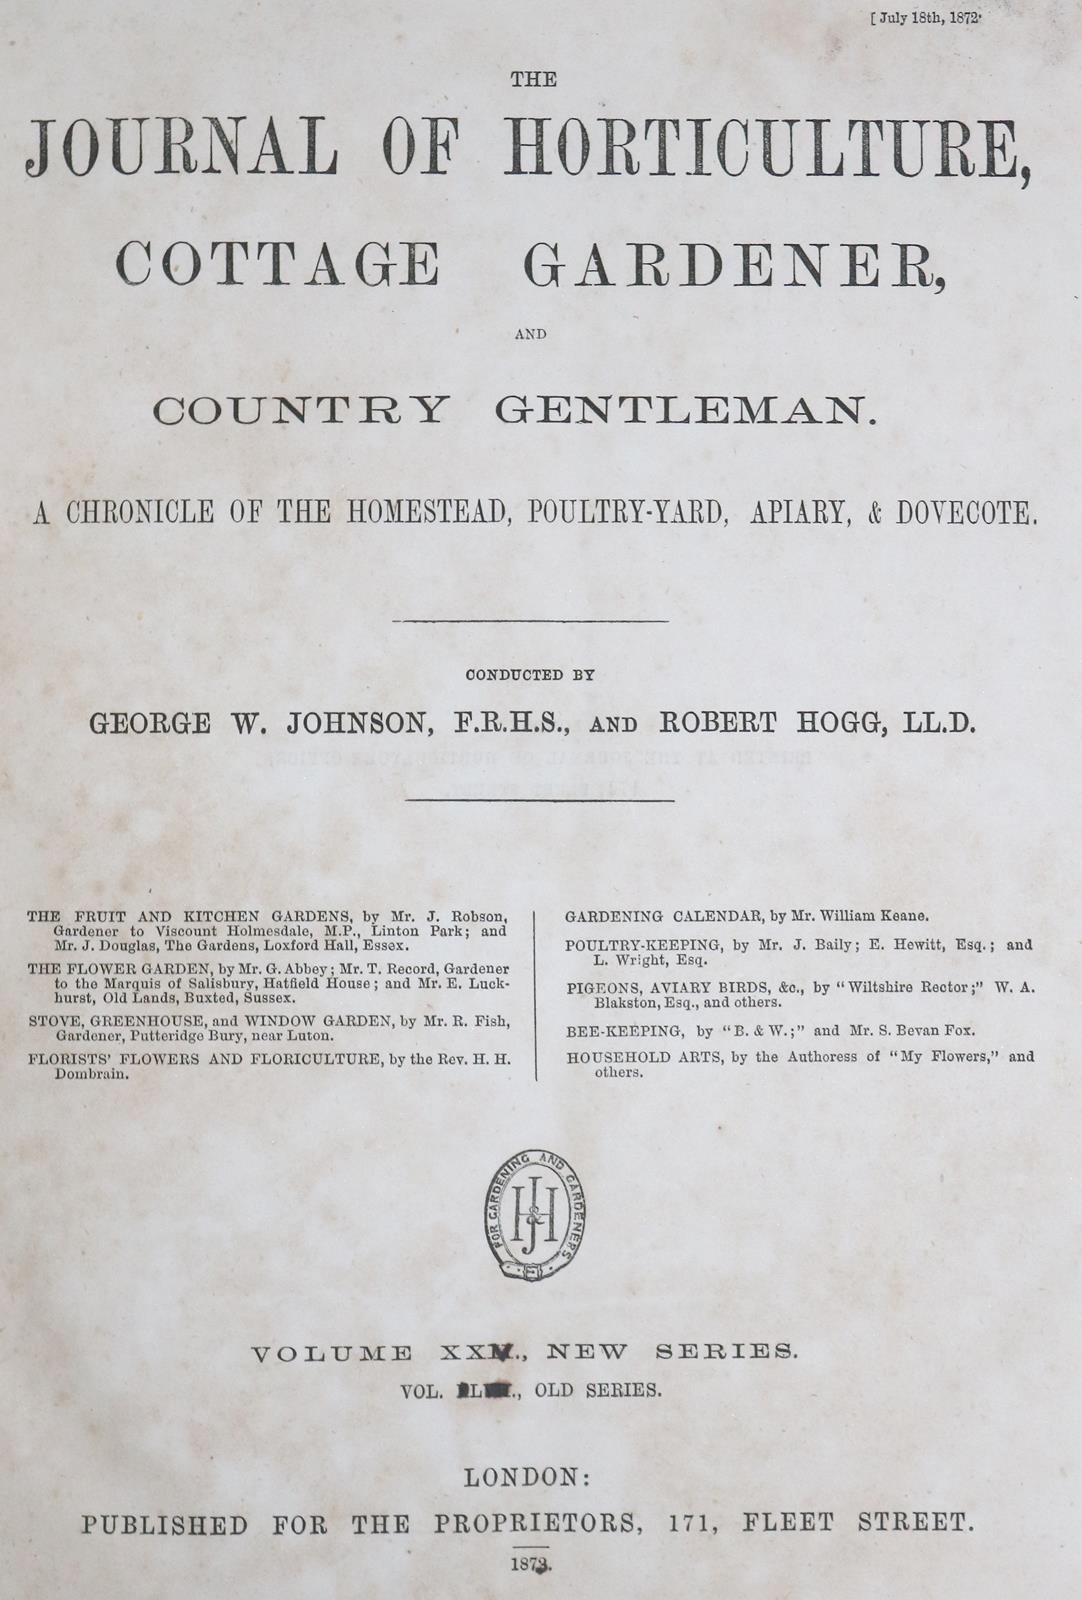 [ July 18th, 1872.
THE
JOURNAL OF HORTICULTURE,
COTTAGE GARDENER,
AND
COUNTRY GENTLEMAN.
A CHRONICLE OF THE HOMESTEAD, POULTRY-YARD, APIARY, & DOVECOTE.
CONDUCTED BY
GEORGE W. JOHNSON, F.R.H.S., AND ROBERT HOGG, LL.D.
THE FRUIT AND KITCHEN GARDENS, by Mr. J. Robson,
Gardener to Viscount Holmesdale, M.P., Linton Park; and
Mr. J. Douglas, The Gardens, Loxford Hall, Essex.
THE FLOWER GARDEN, by Mr. G. Abbey; Mr. T. Record, Gardener
to the Marquis of Salisbury, Hatfield House; and Mr. E. Luck-
hurst, Old Lands, Buxted, Sussex.
STOVE, GREENHOUSE, and WINDOW GARDEN, by Mr. R. Fish,
Gardener, Putteridge Bury, near Luton.
FLORISTS' FLOWERS AND FLORICULTURE, by the Rev. H. H.
Dombrain.
GARDENING CALENDAR, by Mr. William Keane.
POULTRY-KEEPING, by Mr. J. Baily; E. Hewitt, Esq.; and
L. Wright, Esq.
PIGEONS, AVIARY BIRDS, &c., by "Wiltshire Rector;" W. A.
Blakston, Esq., and others.
BEE-KEEPING, by "B. & W.;" and Mr. S. Bevan Fox.
HOUSEHOLD ARTS, by the Authoress of "My Flowers," and
others.
FOR GARDENING AND GARDENERS.
J & H
VOLUME NEW SERIES.
VOL. OLD SERIES.
LONDON:
PUBLISHED FOR THE PROPRIETORS, 171, FLEET STREET.
1873.